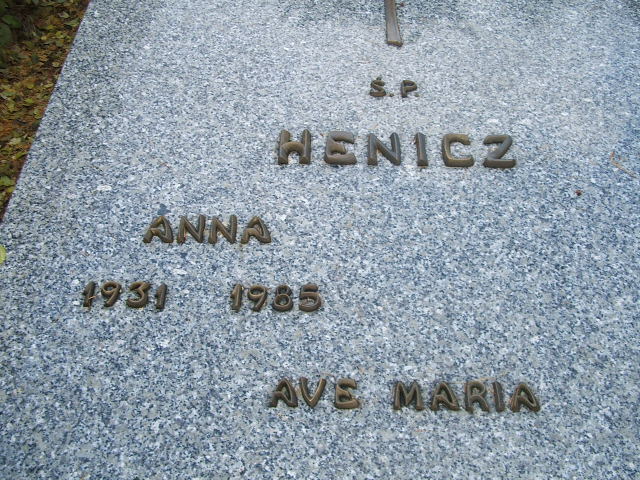 Ś.P.
HENICZ
ANNA
1931 1985
AVE MARIA